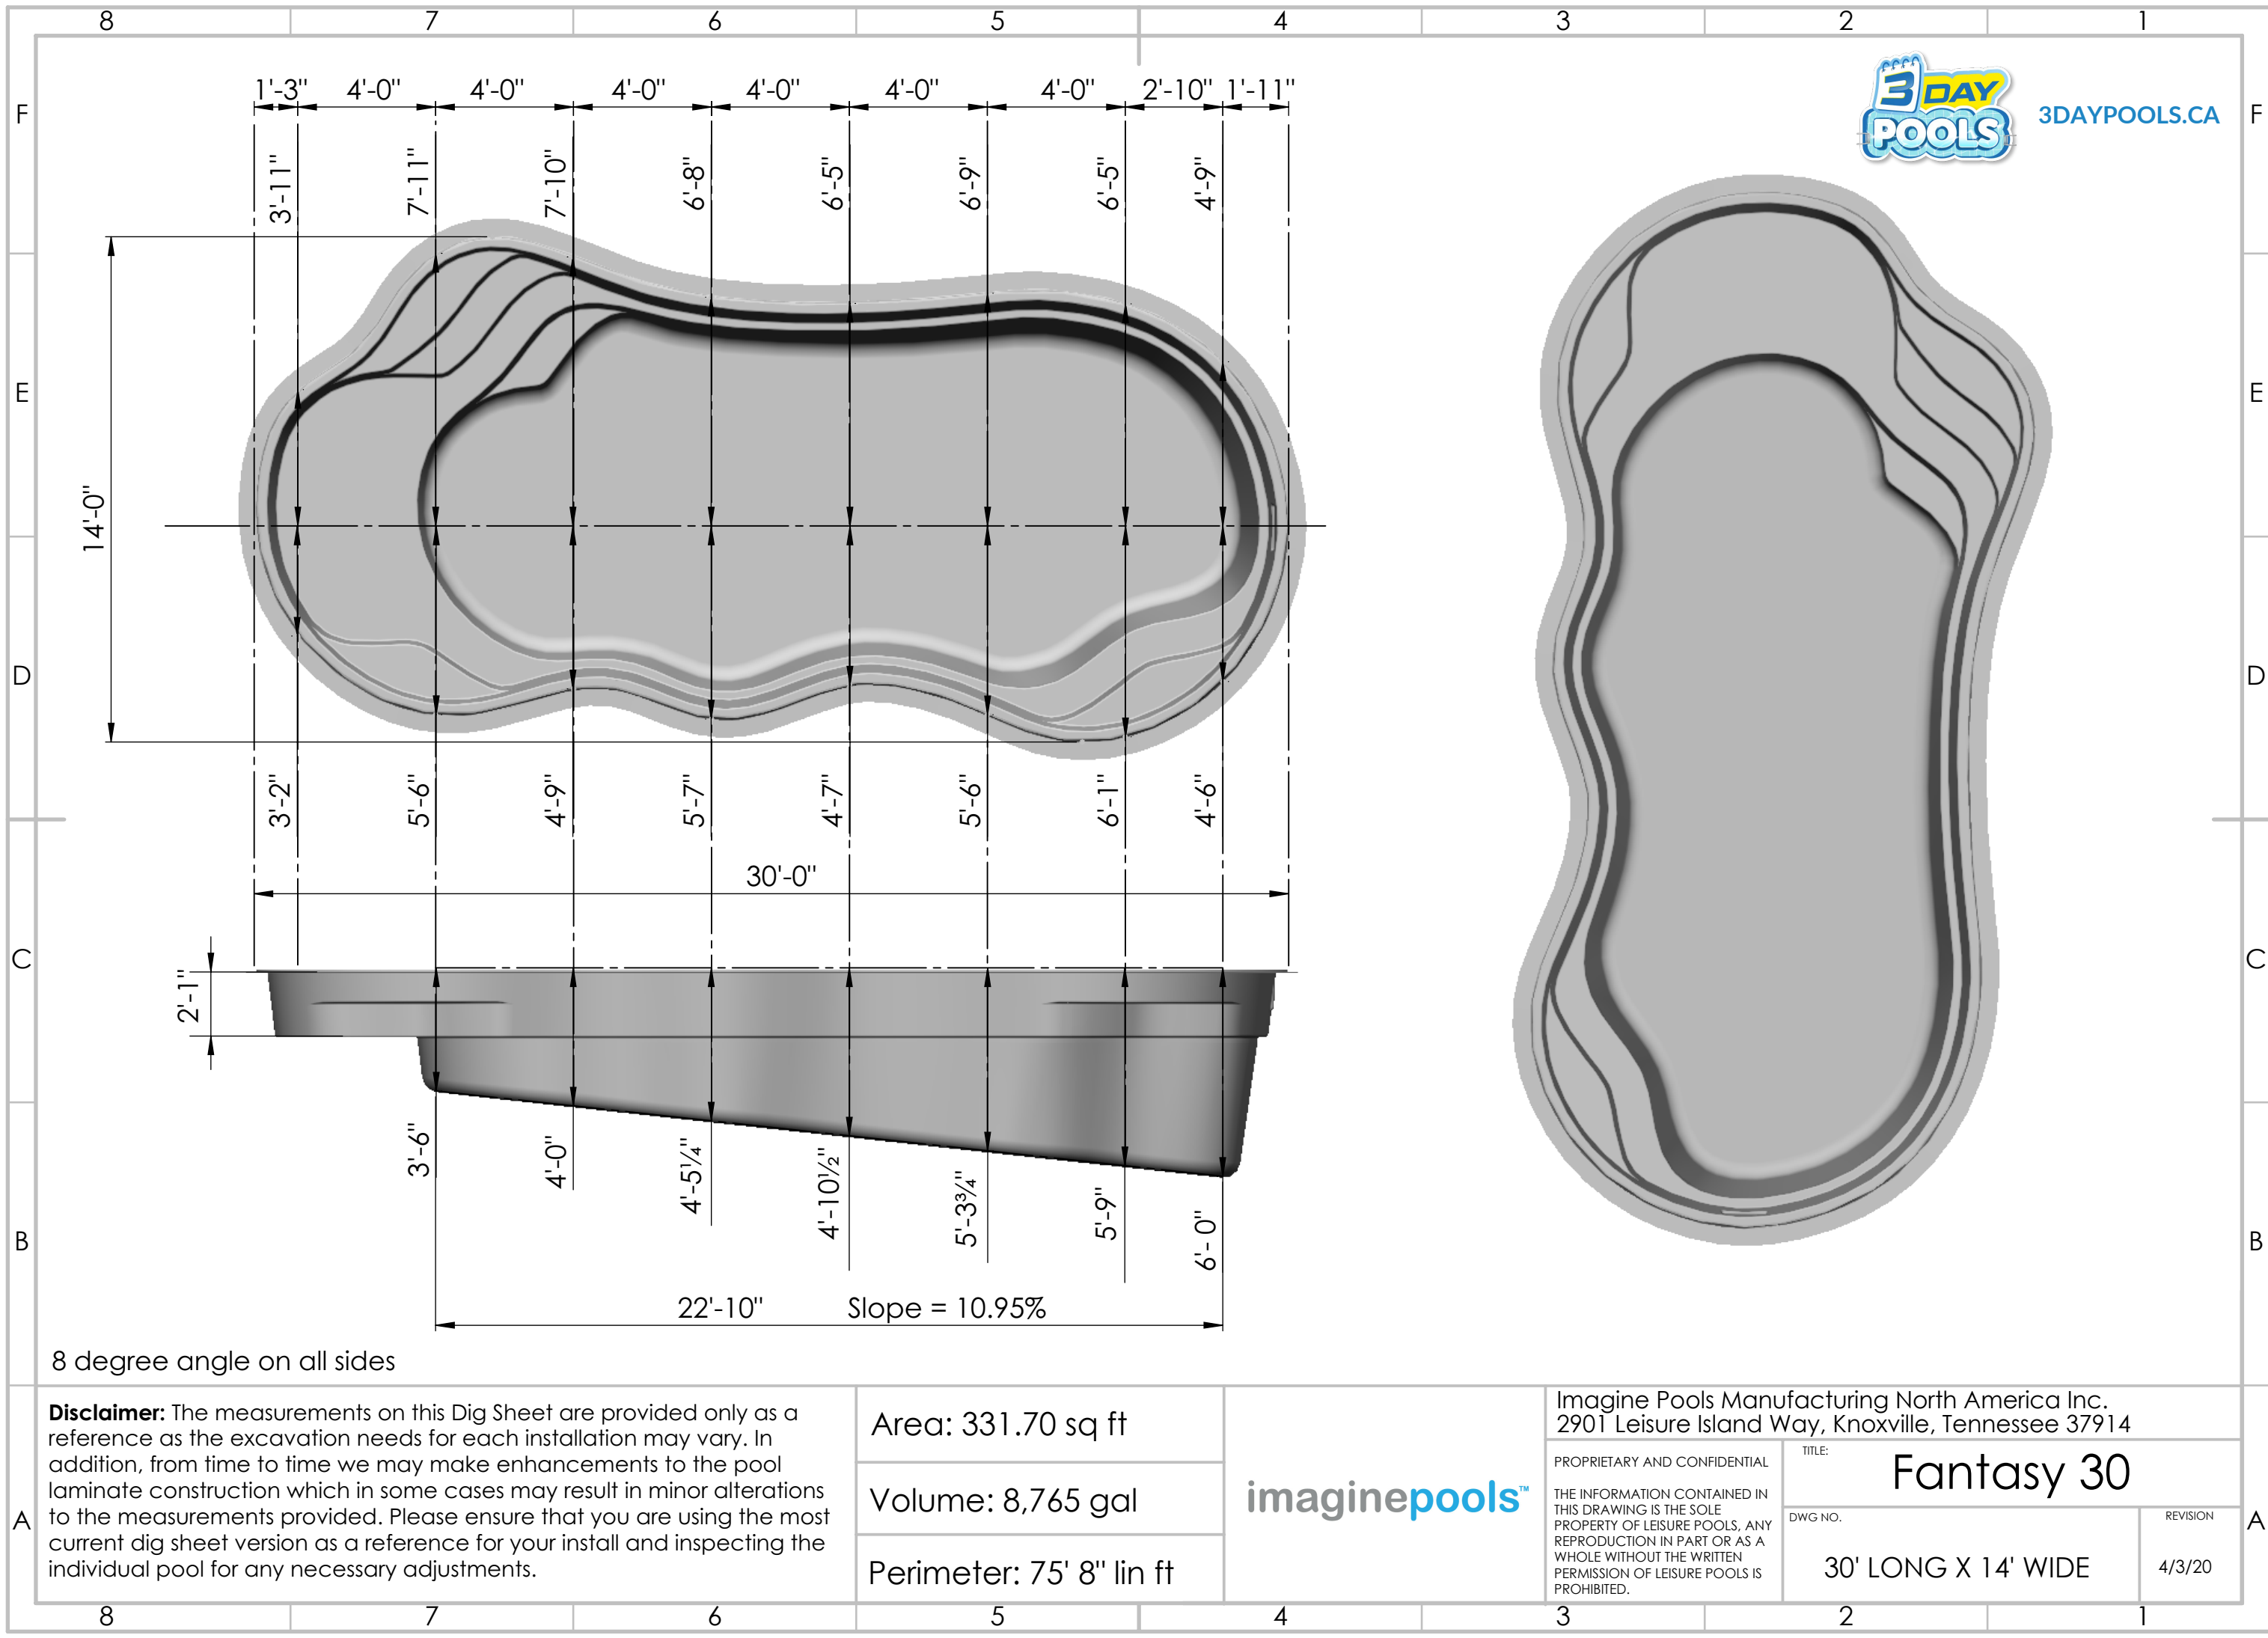 8 7 6 5 4 3 2 1
1'-3" 4'-0" 4'-0" 4'-0" 4'-0" 4'-0" 4'-0" 2'-10" 1'-11"
3 DAY
POOLS
3DAYPOOLS.CA
F F
3'-11" 7'-11" 7'-10" 6'-8" 6'-5" 6'-9" 6'-5" 4'-9"
E E
14'-0"
D D
3'-2" 5'-6" 4'-9" 5'-7" 4'-7" 5'-6" 6'-1" 4'-6"
30'-0"
C C
2'-1"
3'-6" 4'-0" 4'-5¼" 4'-10½" 5'-3¾" 5'-9" 6'- 0"
B B
22'-10" Slope = 10.95%
8 degree angle on all sides
Disclaimer: The measurements on this Dig Sheet are provided only as a
reference as the excavation needs for each installation may vary. In
addition, from time to time we may make enhancements to the pool
laminate construction which in some cases may result in minor alterations
to the measurements provided. Please ensure that you are using the most
current dig sheet version as a reference for your install and inspecting the
individual pool for any necessary adjustments.
Area: 331.70 sq ft
Volume: 8,765 gal
Perimeter: 75' 8" lin ft
imaginepools™
Imagine Pools Manufacturing North America Inc.
2901 Leisure Island Way, Knoxville, Tennessee 37914
PROPRIETARY AND CONFIDENTIAL
THE INFORMATION CONTAINED IN
THIS DRAWING IS THE SOLE
PROPERTY OF LEISURE POOLS, ANY
REPRODUCTION IN PART OR AS A
WHOLE WITHOUT THE WRITTEN
PERMISSION OF LEISURE POOLS IS
PROHIBITED.
TITLE:
Fantasy 30
DWG NO.
30' LONG X 14' WIDE
REVISION
4/3/20
A A
8 7 6 5 4 3 2 1